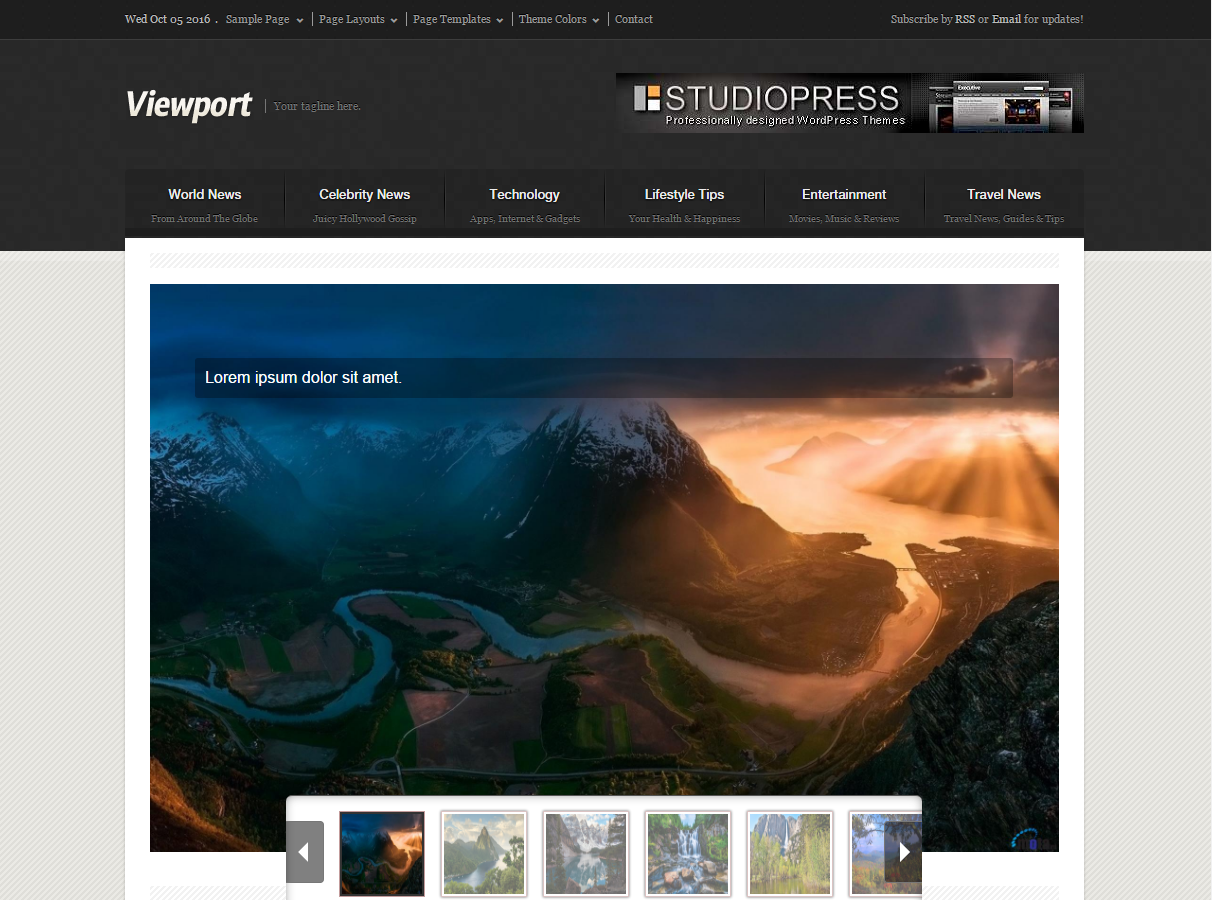 Wed Oct 05 2016 . Sample Page Page Layouts Page Templates Theme Colors Contact Subscribe by RSS or Email for updates!
Viewport Your tagline here.
STUDIOPRESS
Professionally designed WordPress Themes
Executive
World News Celebrity News Technology Lifestyle Tips Entertainment Travel News
From Around The Globe Juicy Hollywood Gossip Apps, Internet & Gadgets Your Health & Happiness Movies, Music & Reviews Travel News, Guides & Tips
Lorem ipsum dolor sit amet.